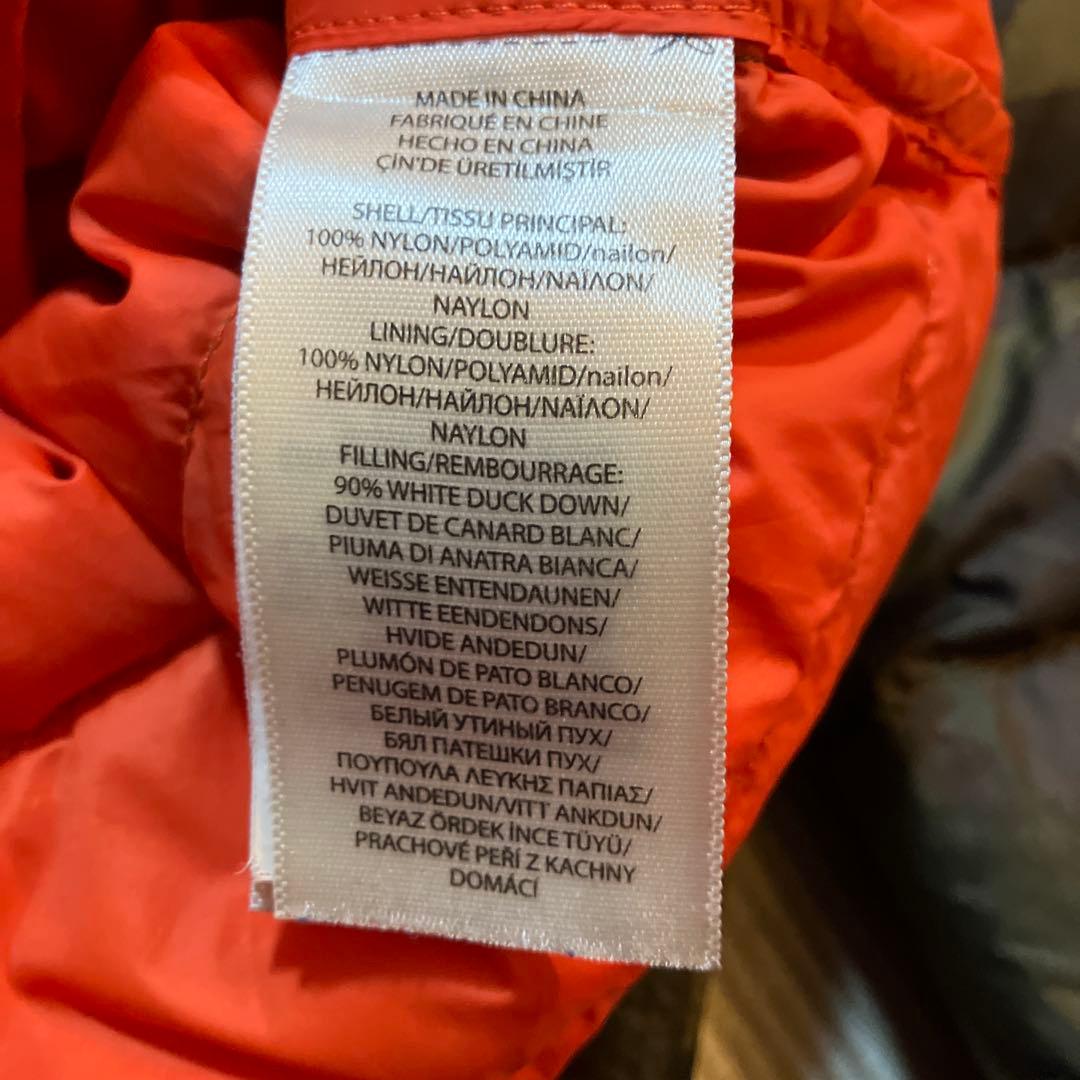 MADE IN CHINA
FABRIQUÉ EN CHINE
HECHO EN CHINA
ÇİN'DE ÜRETİLMİŞTİR
SHELL/TISSU PRINCIPAL:
100% NYLON/POLYAMID/nailon/
НЕЙЛОН/НАЙЛОН/ΝΑΪΛΟΝ/
NAYLON
LINING/DOUBLURE:
100% NYLON/POLYAMID/nailon/
НЕЙЛОН/НАЙЛОН/ΝΑΪΛΟΝ/
NAYLON
FILLING/REMBOURRAGE:
90% WHITE DUCK DOWN/
DUVET DE CANARD BLANC/
PIUMA DI ANATRA BIANCA/
WEISSE ENTENDAUNEN/
WITTE EENDENDONS/
HVIDE ANDEDUN/
PLUMÓN DE PATO BLANCO/
PENUGEM DE PATO BRANCO/
БЕЛЫЙ УТИНЫЙ ПУХ/
БЯЛ ПАТЕШКИ ПУХ/
ΠΟΥΠΟΥΛΑ ΛΕΥΚΗΣ ΠΑΠΙΑΣ/
HVIT ANDEDUN/VITT ANKDUN/
BEYAZ ÖRDEK İNCE TÜYÜ/
PRACHOVÉ PEŘÍ Z KACHNY
DOMÁCÍ